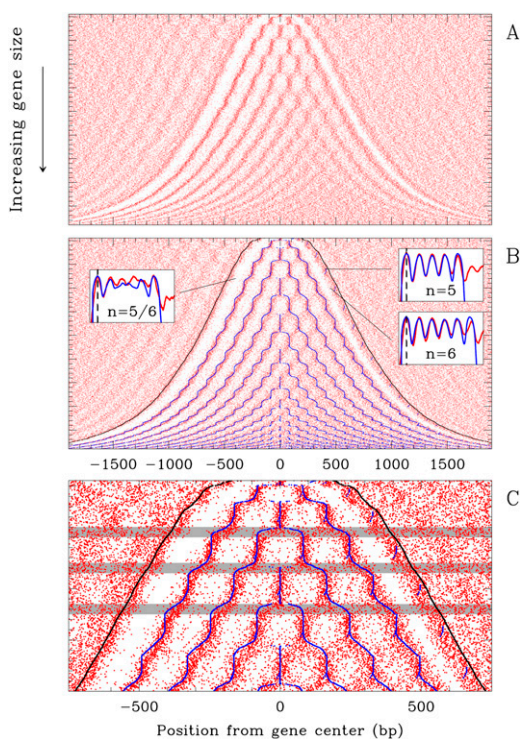 A
Increasing gene size
B
n=5/6
n=5
n=6
−1500 −1000 −500 0 500 1000 1500
C
−500 0 500
Position from gene center (bp)